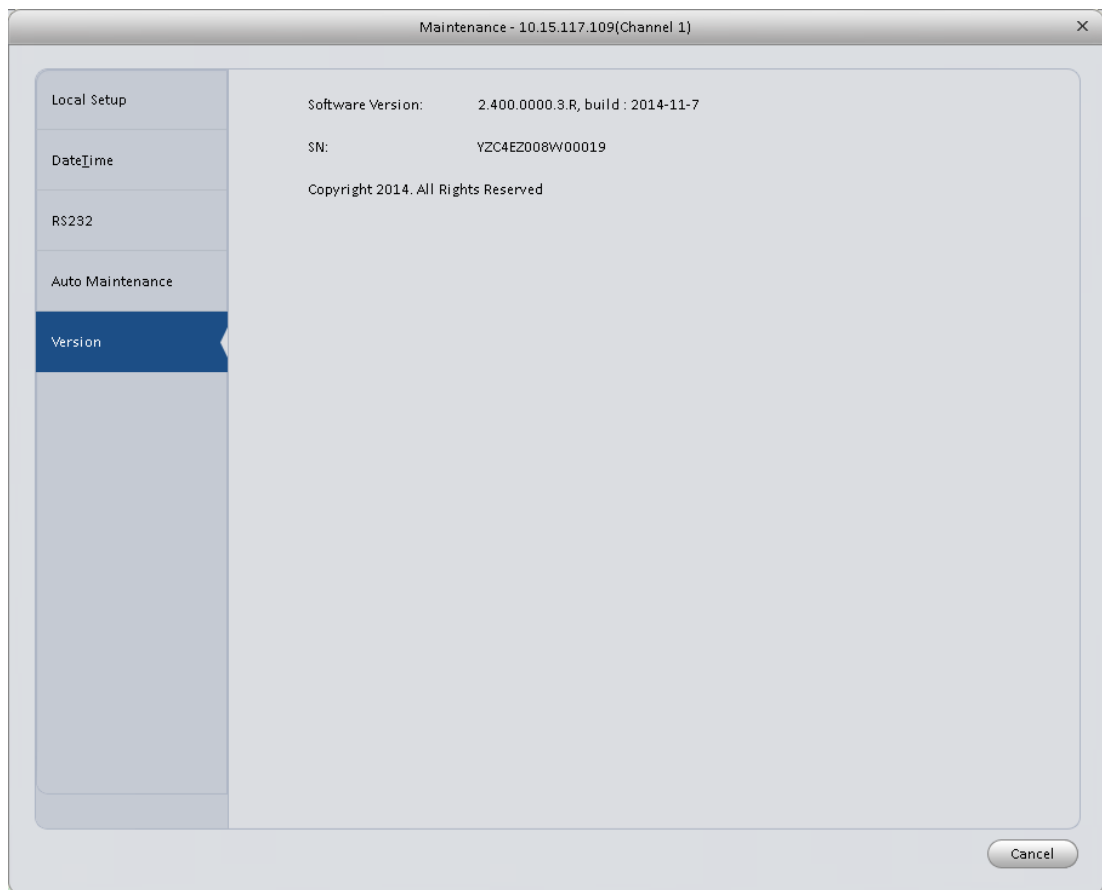 Maintenance - 10.15.117.109(Channel 1)
Local Setup
DateTime
RS232
Auto Maintenance
Version
Software Version: 2.400.0000.3.R, build : 2014-11-7
SN: YZC4EZ008W00019
Copyright 2014. All Rights Reserved
Cancel